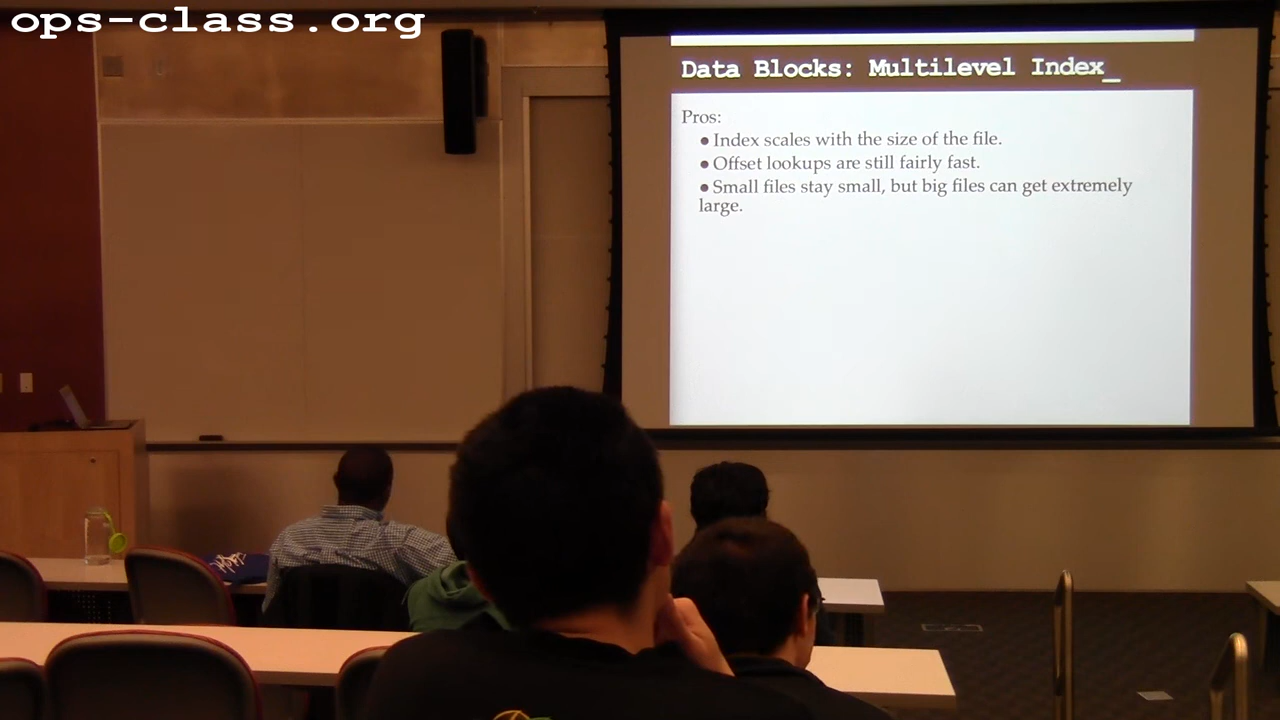 ops-class.org
Data Blocks: Multilevel Index_
Pros:
● Index scales with the size of the file.
● Offset lookups are still fairly fast.
● Small files stay small, but big files can get extremely
large.